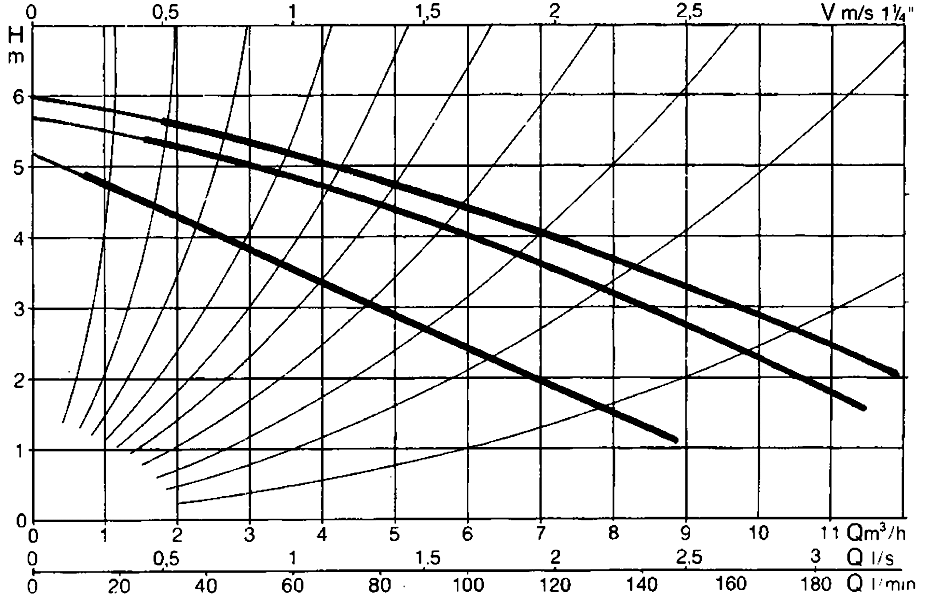 0 0,5 1 1,5 2 2,5 V m/s 1¼"
H
m
6
5
4
3
2
1
0
0 1 2 3 4 5 6 7 8 9 10 11 Qm³/h
0 0,5 1 1,5 2 2,5 3 Q l/s
0 20 40 60 80 100 120 140 160 180 Q l/min